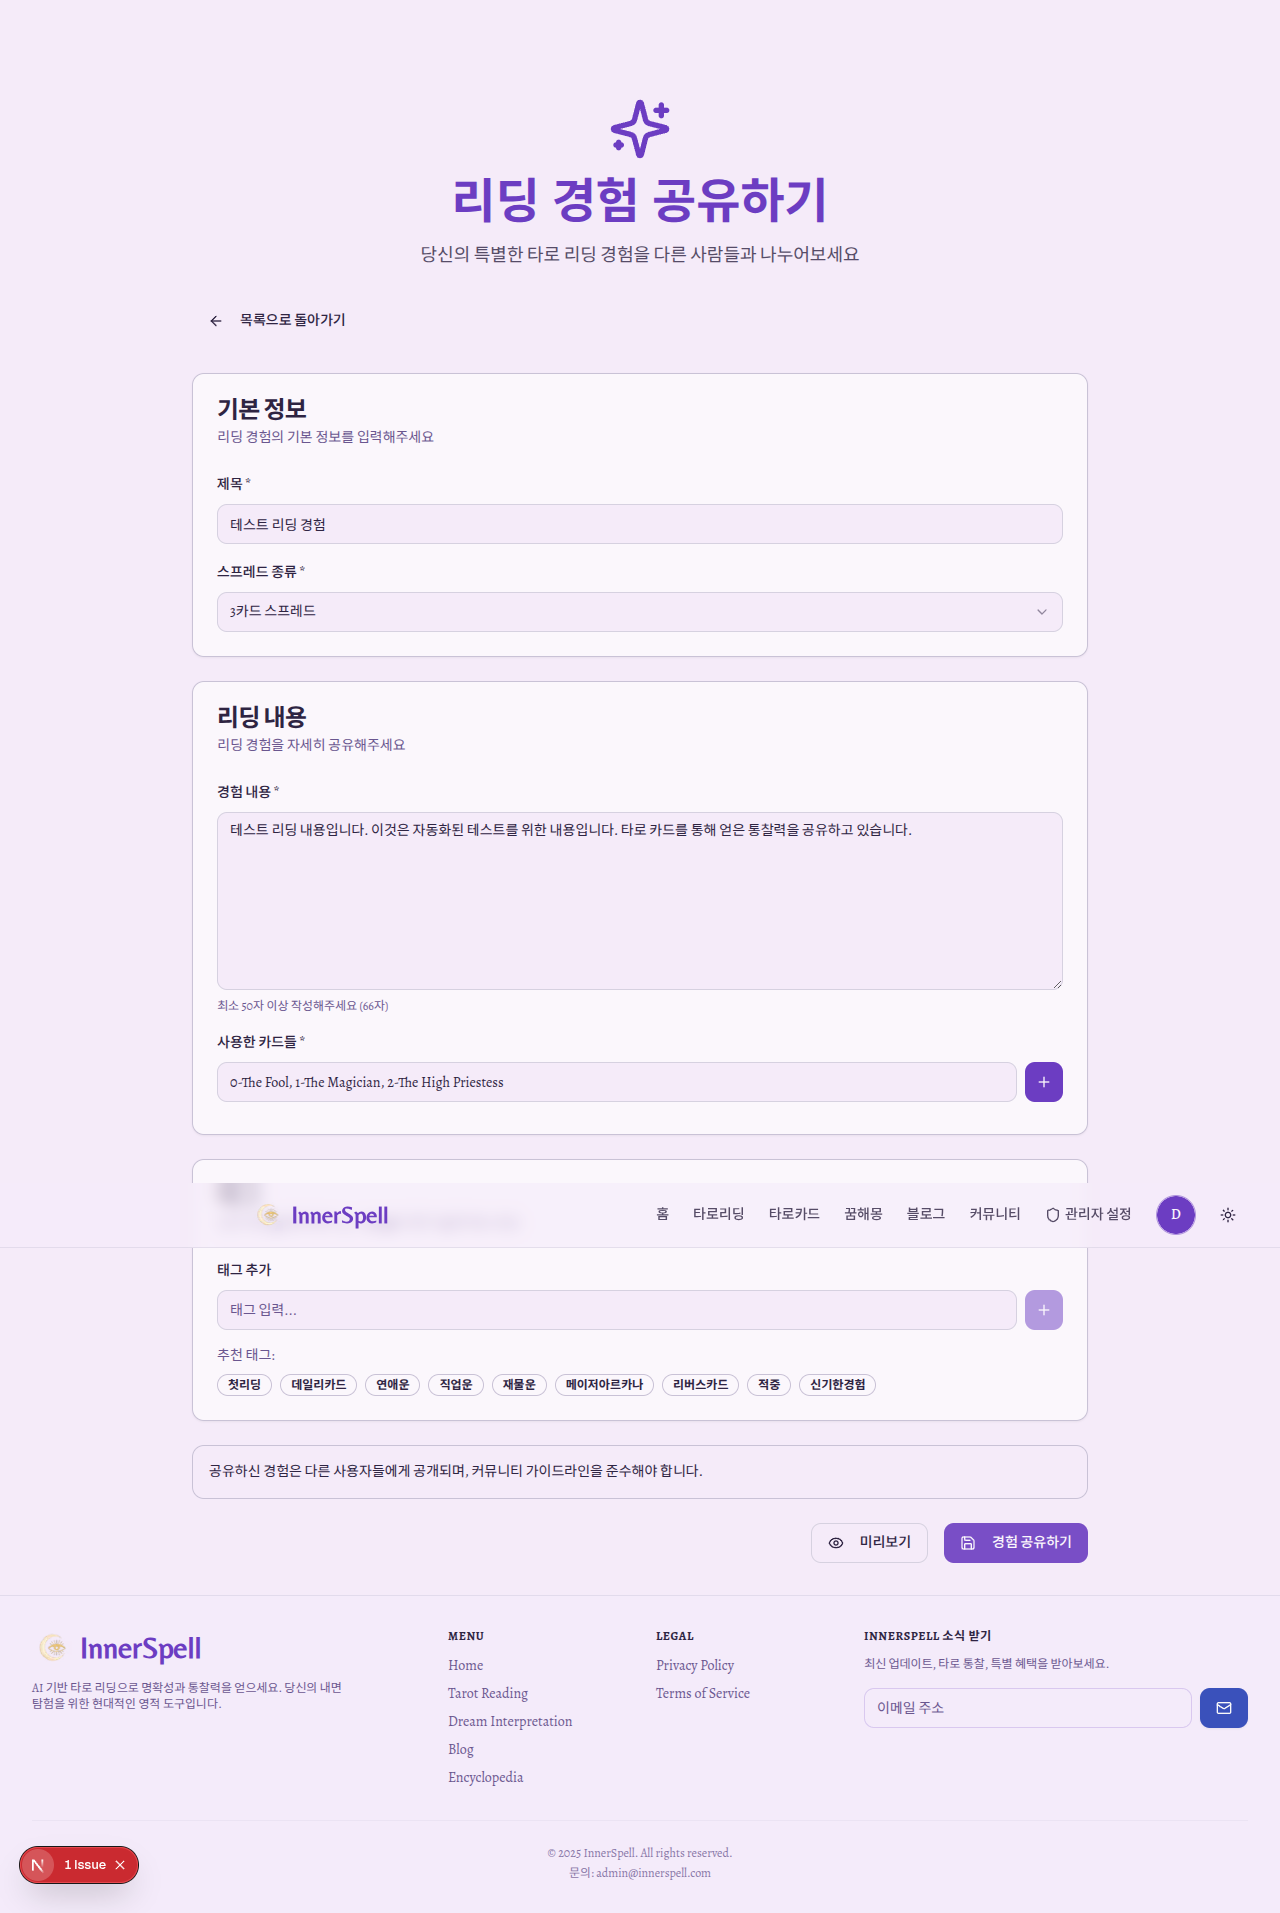 리딩 경험 공유하기
당신의 특별한 타로 리딩 경험을 다른 사람들과 나누어보세요
목록으로 돌아가기
기본 정보
리딩 경험의 기본 정보를 입력해주세요
제목 *
테스트 리딩 경험
스프레드 종류 *
3카드 스프레드
리딩 내용
리딩 경험을 자세히 공유해주세요
경험 내용 *
테스트 리딩 내용입니다. 이것은 자동화된 테스트를 위한 내용입니다. 타로 카드를 통해 얻은 통찰력을 공유하고 있습니다.
최소 50자 이상 작성해주세요 (66자)
사용한 카드들 *
0-The Fool, 1-The Magician, 2-The High Priestess
InnerSpell 홈 타로리딩 타로카드 꿈해몽 블로그 커뮤니티 관리자 설정 D
태그 추가
태그 입력...
추천 태그:
첫리딩 데일리카드 연애운 직업운 재물운 메이저아르카나 리버스카드 적중 신기한경험
공유하신 경험은 다른 사용자들에게 공개되며, 커뮤니티 가이드라인을 준수해야 합니다.
미리보기 경험 공유하기
InnerSpell
AI 기반 타로 리딩으로 명확성과 통찰력을 얻으세요. 당신의 내면
탐험을 위한 현대적인 영적 도구입니다.
MENU
Home
Tarot Reading
Dream Interpretation
Blog
Encyclopedia
LEGAL
Privacy Policy
Terms of Service
INNERSPELL 소식 받기
최신 업데이트, 타로 통찰, 특별 혜택을 받아보세요.
이메일 주소
© 2025 InnerSpell. All rights reserved.
문의: admin@innerspell.com
N 1 Issue